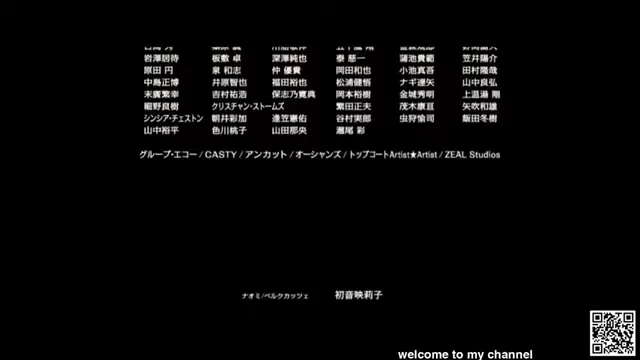 岩澤居待 板敷 卓 深澤純也 泰 慈一 蒲池貴範 笠井陽介
原田 円 泉 和志 仲 優貴 岡田和也 小池真吾 田村隆哉
中島正博 井原智也 福田裕也 松浦健悟 ナギ遼矢 山中良弘
末廣繁幸 吉村祐浩 保志乃寛典 岡本裕樹 金城秀明 上温湯 剛
細野良樹 クリスチャン・ストームズ 繁田正夫 茂木康亘 矢吹和雄
シンシア・チェストン 朝井彩加 逢笠恵祐 谷村実郎 虫狩愉司 飯田冬樹
山中裕平 色川桃子 山田那央 瀬尾 彩
グループ・エコー / CASTY / アンカット / オーシャンズ / トップコートArtist★Artist / ZEAL Studios
ナオミ/ベルクカッツェ 初音映莉子
welcome to my channel